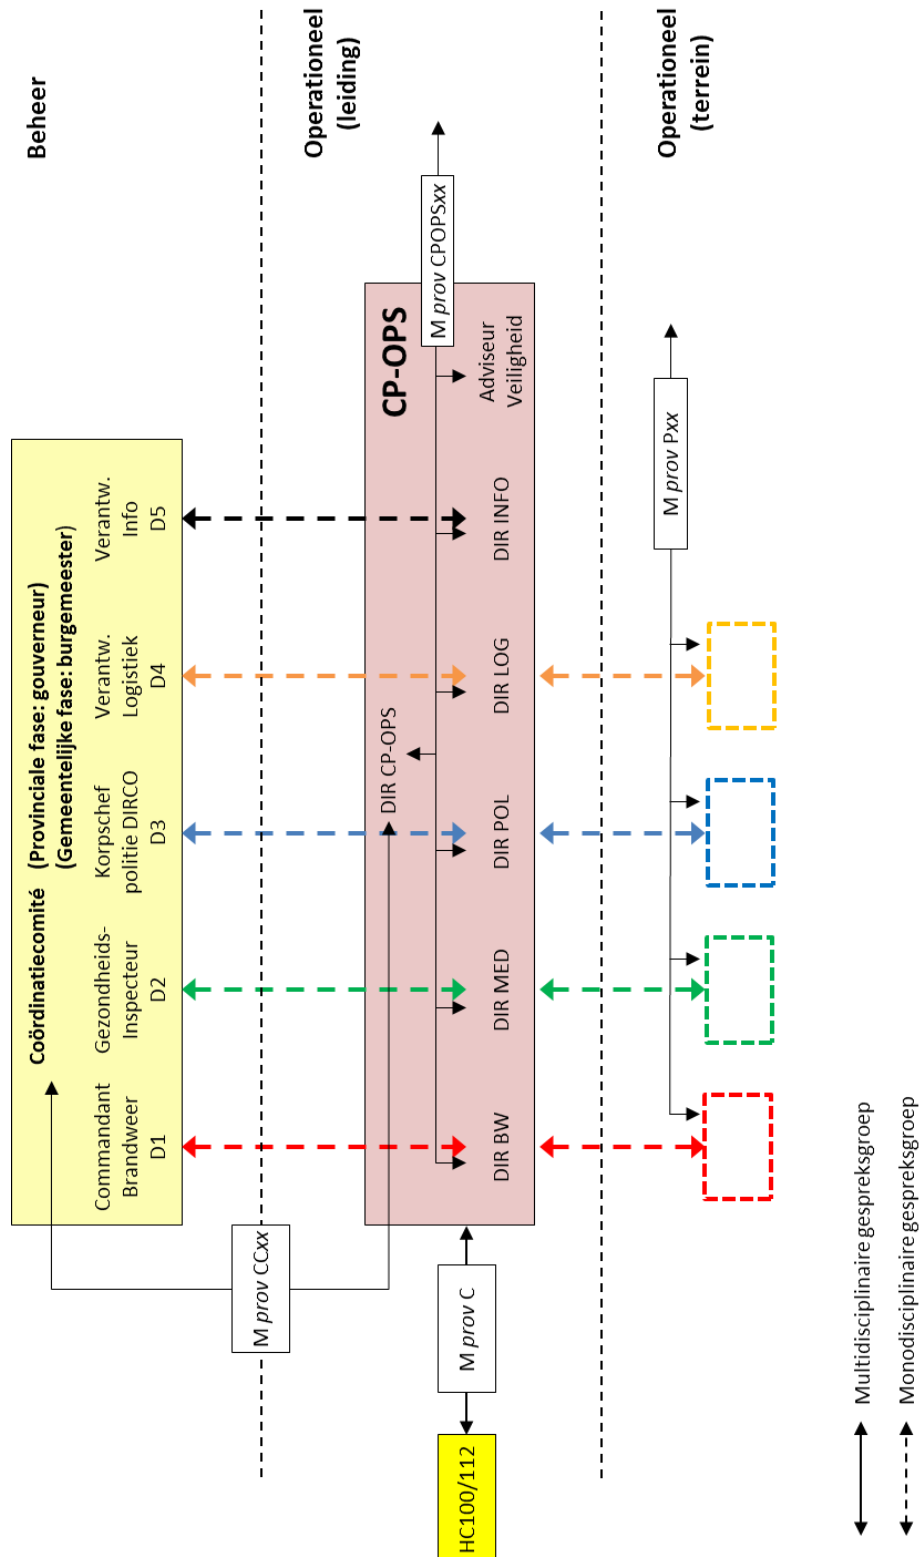 Beheer
Coördinatiecomité (Provinciale fase: gouverneur)
(Gemeentelijke fase: burgemeester)
Commandant
Brandweer
D1
Gezondheids-
Inspecteur
D2
Korpschef
politie DIRCO
D3
Verantw.
Logistiek
D4
Verantw.
Info
D5
M prov CCxx
Operationeel
(leiding)
CP-OPS
DIR CP-OPS
M prov CPOPSxx
HC100/112
M prov C
DIR BW
DIR MED
DIR POL
DIR LOG
DIR INFO
Adviseur
Veiligheid
Operationeel
(terrein)
M prov Pxx
Multidisciplinaire gespreksgroep
Monodisciplinaire gespreksgroep